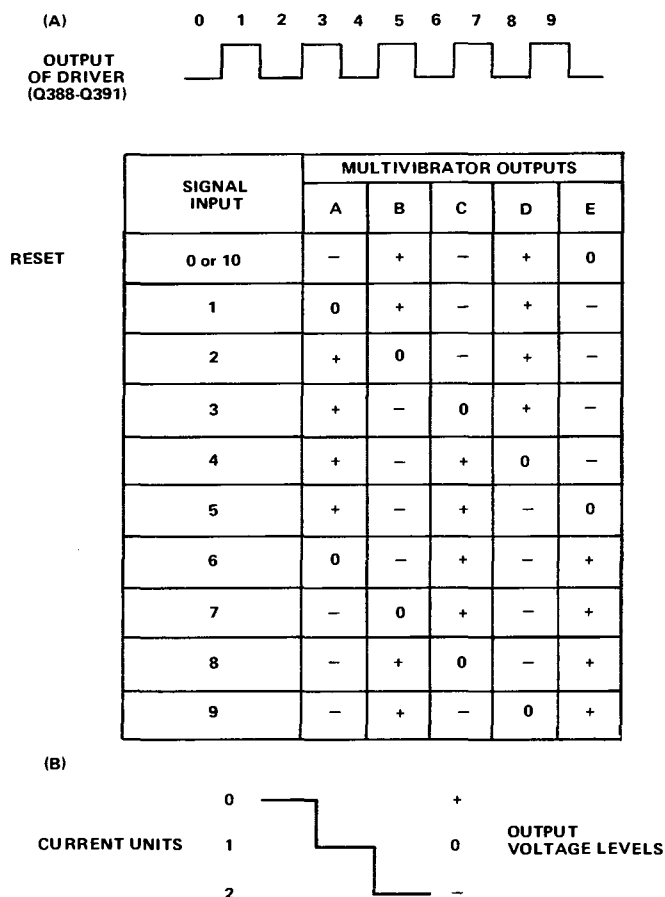 (A) 0 1 2 3 4 5 6 7 8 9
OUTPUT
OF DRIVER
(Q388-Q391)
SIGNAL
INPUT
MULTIVIBRATOR OUTPUTS
A B C D E
RESET 0 or 10 − + − + 0
1 0 + − + −
2 + 0 − + −
3 + − 0 + −
4 + − + 0 −
5 + − + − 0
6 0 − + − +
7 − 0 + − +
8 − + 0 − +
9 − + − 0 +
(B)
0 +
CURRENT UNITS 1 0 OUTPUT
VOLTAGE LEVELS
2 −